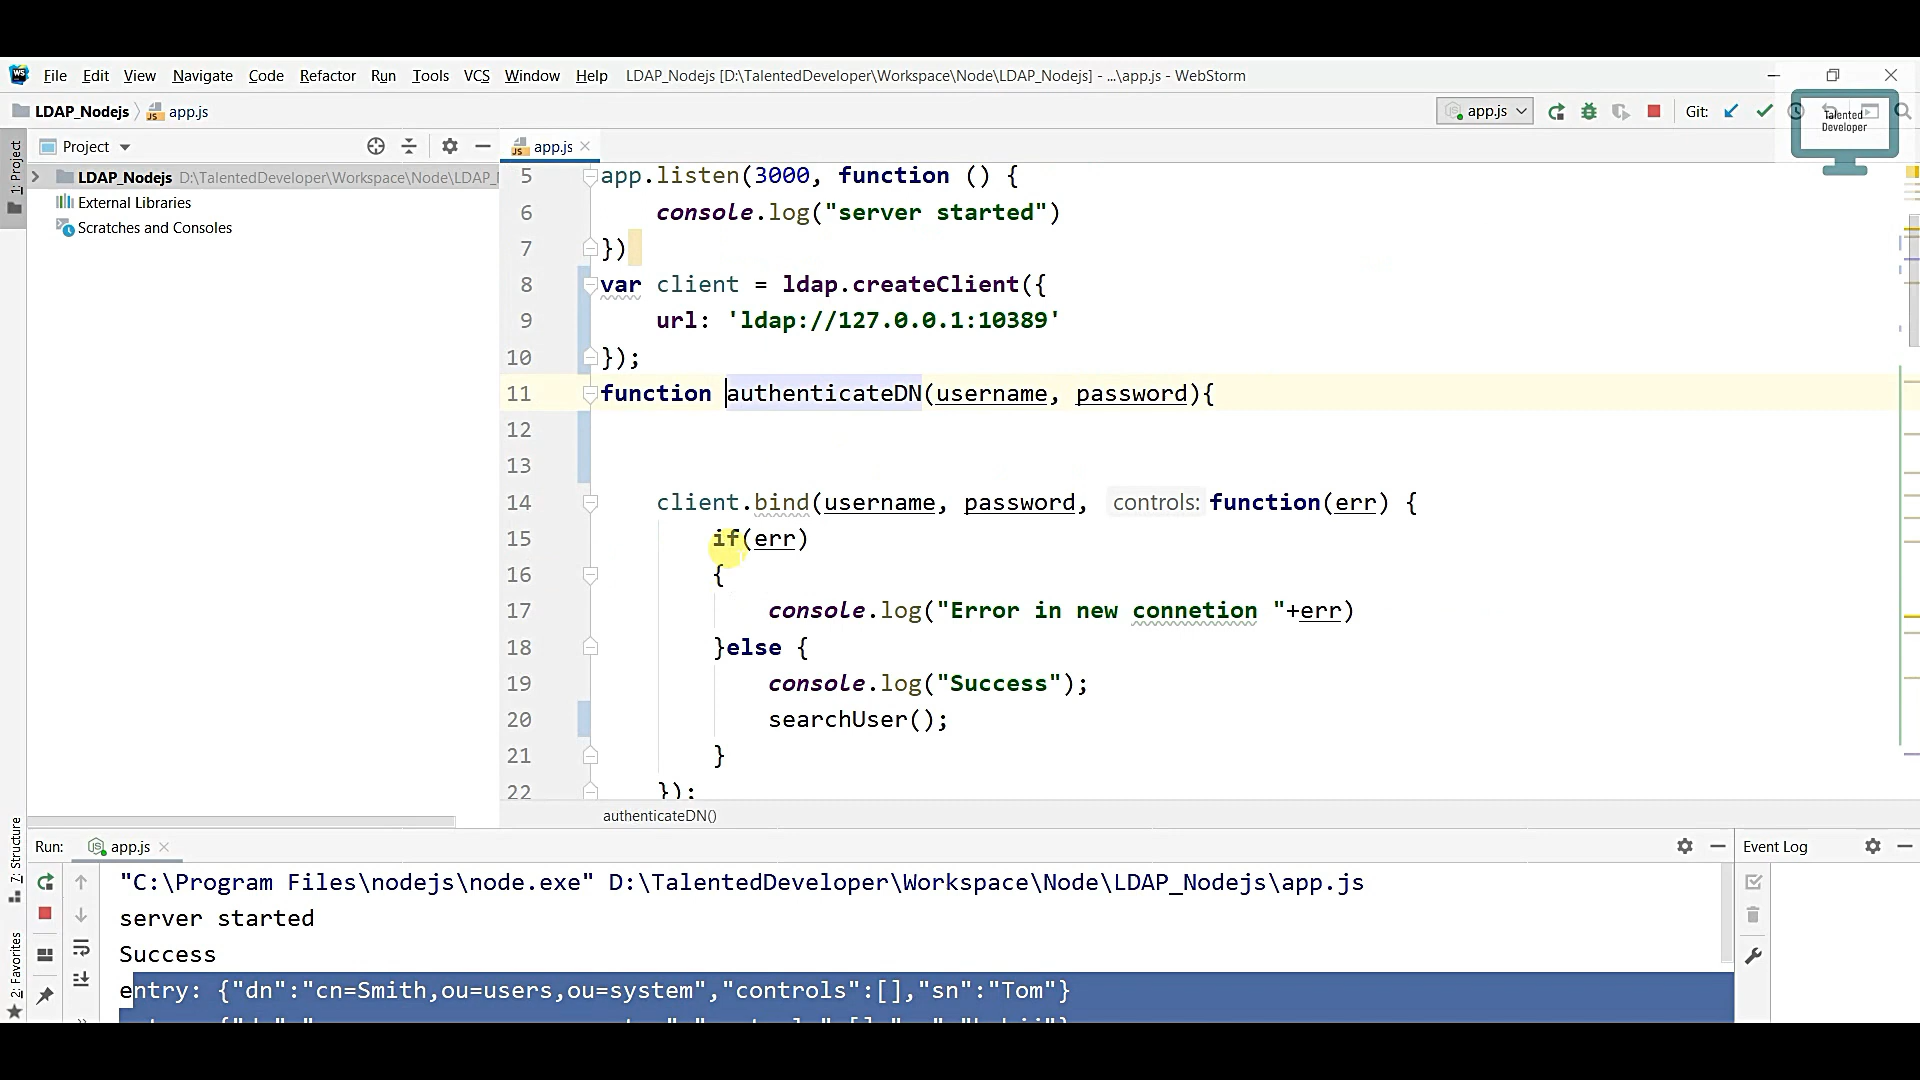 File Edit View Navigate Code Refactor Run Tools VCS Window Help LDAP_Nodejs [D:\TalentedDeveloper\Workspace\Node\LDAP_Nodejs] - ...\app.js - WebStorm
LDAP_Nodejs app.js
app.js Git:
Talented
Developer
1: Project
Project
LDAP_Nodejs D:\TalentedDeveloper\Workspace\Node\LDAP_
External Libraries
Scratches and Consoles
app.js
5 app.listen(3000, function () {
6 console.log("server started")
7 })
8 var client = ldap.createClient({
9 url: 'ldap://127.0.0.1:10389'
10 });
11 function authenticateDN(username, password){
12
13
14 client.bind(username, password, controls: function(err) {
15 if(err)
16 {
17 console.log("Error in new connetion "+err)
18 }else {
19 console.log("Success");
20 searchUser();
21 }
22 });
authenticateDN()
7: Structure
2: Favorites
Run: app.js
Event Log
"C:\Program Files\nodejs\node.exe" D:\TalentedDeveloper\Workspace\Node\LDAP_Nodejs\app.js
server started
Success
entry: {"dn":"cn=Smith,ou=users,ou=system","controls":[],"sn":"Tom"}